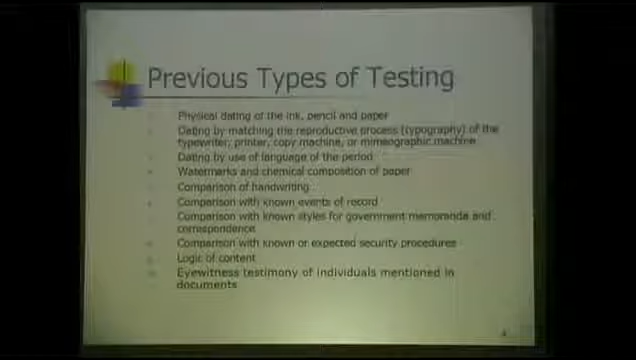 Previous Types of Testing
Physical dating of the ink, pencil and paper
Dating by matching the reproductive process (typography) of the
typewriter, printer, copy machine, or mimeographic machine
Dating by use of language of the period
Watermarks and chemical composition of paper
Comparison of handwriting
Comparison with known events of record
Comparison with known styles for government memoranda and
correspondence
Comparison with known or expected security procedures
Logic of content
Eyewitness testimony of individuals mentioned in
documents